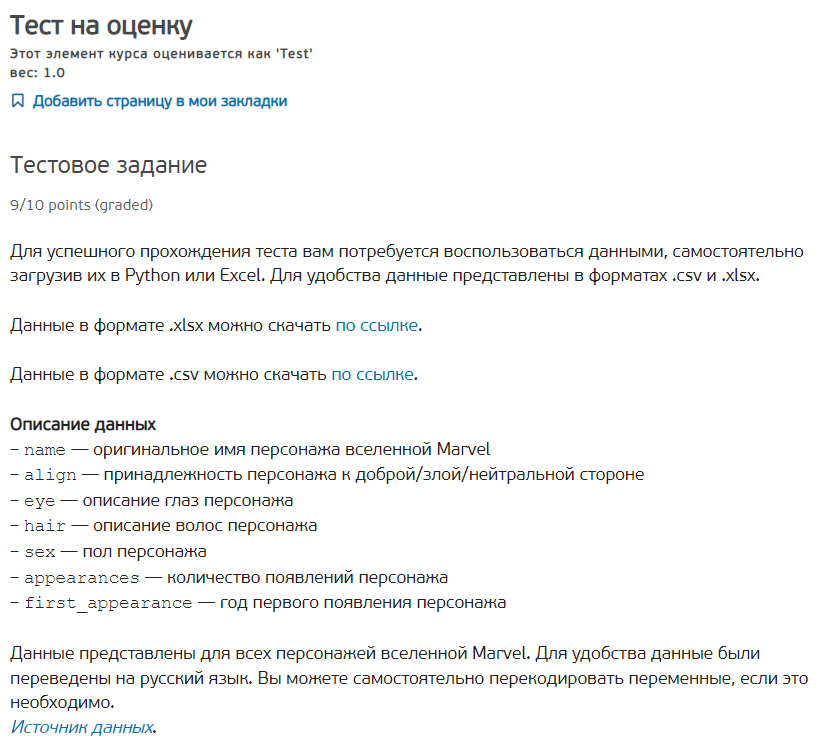 Тест на оценку
Этот элемент курса оценивается как 'Test'
вес: 1.0
Добавить страницу в мои закладки
Тестовое задание
9/10 points (graded)
Для успешного прохождения теста вам потребуется воспользоваться данными, самостоятельно
загрузив их в Python или Excel. Для удобства данные представлены в форматах .csv и .xlsx.
Данные в формате .xlsx можно скачать по ссылке.
Данные в формате .csv можно скачать по ссылке.
Описание данных
– name — оригинальное имя персонажа вселенной Marvel
– align — принадлежность персонажа к доброй/злой/нейтральной стороне
– eye — описание глаз персонажа
– hair — описание волос персонажа
– sex — пол персонажа
– appearances — количество появлений персонажа
– first_appearance — год первого появления персонажа
Данные представлены для всех персонажей вселенной Marvel. Для удобства данные были
переведены на русский язык. Вы можете самостоятельно перекодировать переменные, если это
необходимо.
Источник данных.